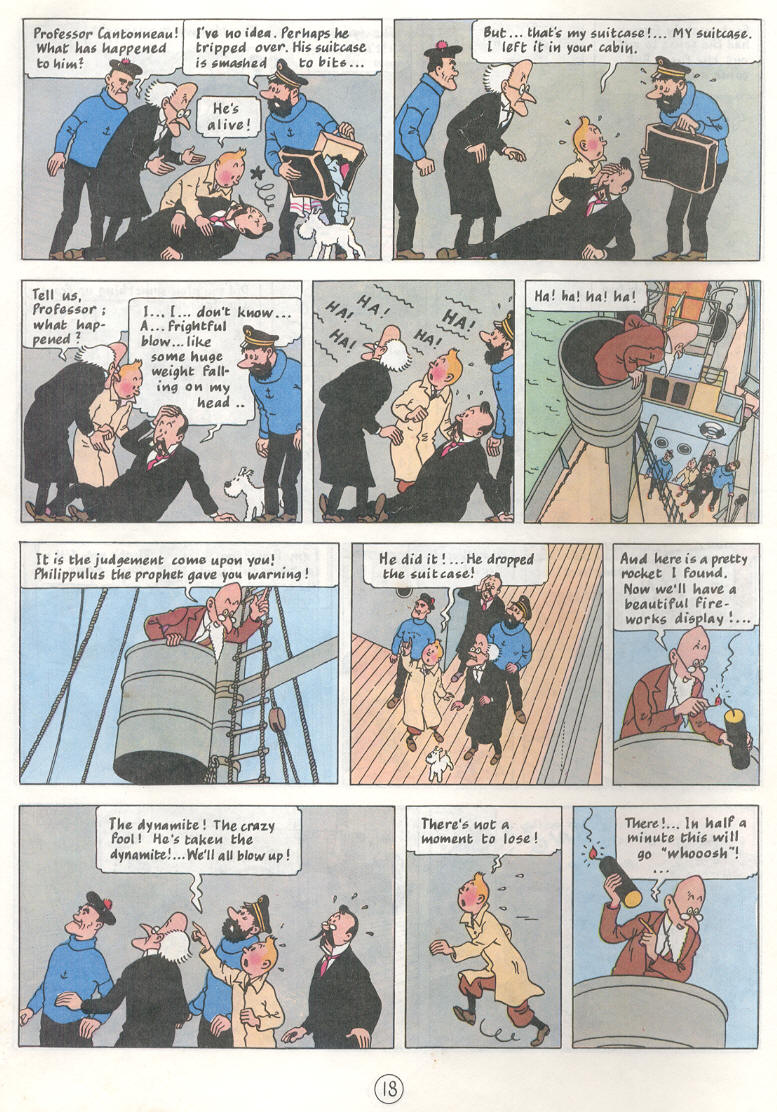 Professor Cantonneau!
What has happened
to him?
I've no idea. Perhaps he
tripped over. His suitcase
is smashed to bits...
He's
alive!
But... that's my suitcase!... MY suitcase.
I left it in your cabin.
Tell us,
Professor;
what hap-
pened?
I... I... don't know...
A... frightful
blow... like
some huge
weight fall-
ing on my
head..
HA!
HA!
HA!
HA!
HA!
Ha! ha! ha! ha!
It is the judgement come upon you!
Philippulus the prophet gave you warning!
He did it!...He dropped
the suitcase!
And here is a pretty
rocket I found.
Now we'll have a
beautiful fire-
works display!...
The dynamite! The crazy
fool! He's taken the
dynamite!...We'll all blow up!
There's not a
moment to lose!
There!... In half a
minute this will
go "whooosh"!
...
18